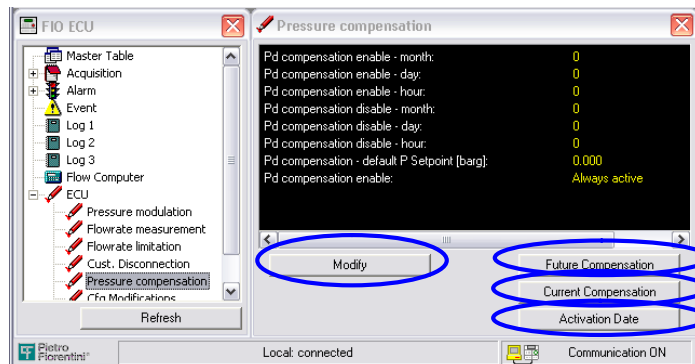 FIO ECU
Master Table
Acquisition
Alarm
Event
Log 1
Log 2
Log 3
Flow Computer
ECU
Pressure modulation
Flowrate measurement
Flowrate limitation
Cust. Disconnection
Pressure compensation
Cfg Modifications
Refresh
Pressure compensation
Pd compensation enable - month: 0
Pd compensation enable - day: 0
Pd compensation enable - hour: 0
Pd compensation disable - month: 0
Pd compensation disable - day: 0
Pd compensation disable - hour: 0
Pd compensation - default P Setpoint [barg]: 0.000
Pd compensation enable: Always active
Modify
Future Compensation
Current Compensation
Activation Date
Pietro
Fiorentini®
Local: connected
Communication ON